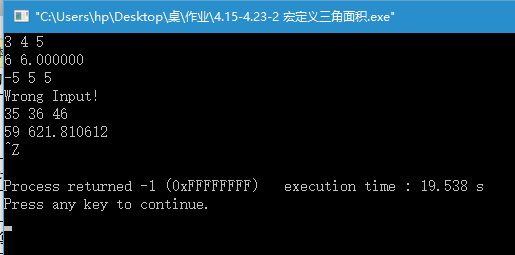 "C:\Users\hp\Desktop\桌\作业\4.15-4.23-2 宏定义三角面积.exe"
3 4 5
6 6.000000
-5 5 5
Wrong Input!
35 36 46
59 621.810612
^Z
Process returned -1 (0xFFFFFFFF)   execution time : 19.538 s
Press any key to continue.